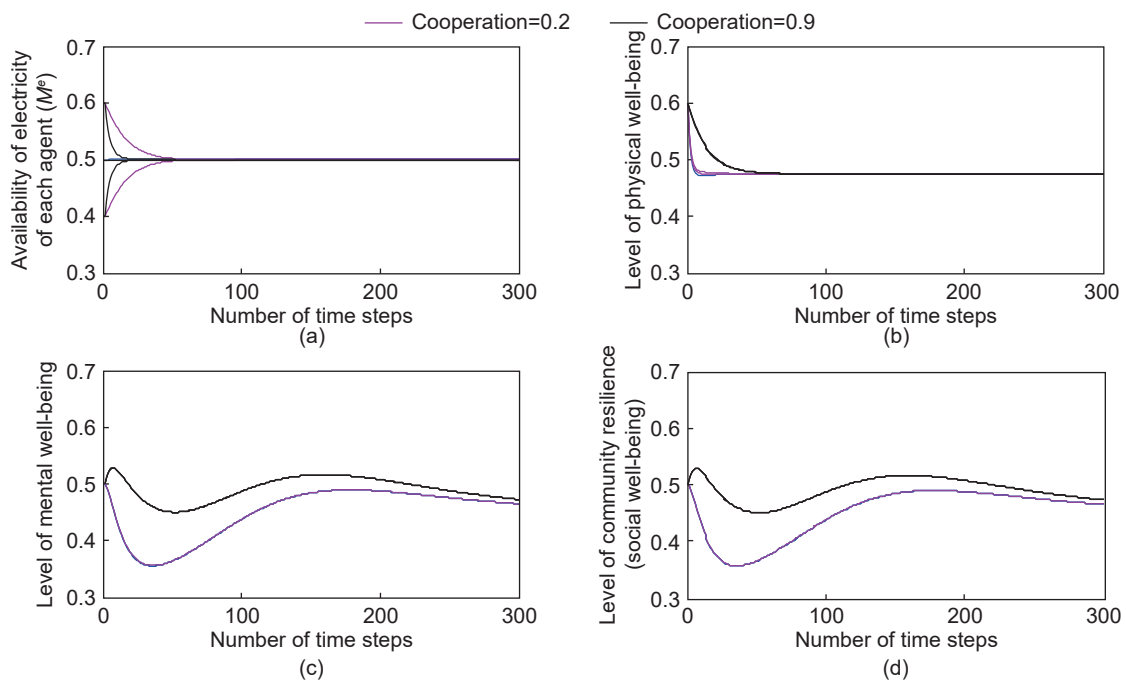 Cooperation=0.2 Cooperation=0.9
Availability of electricity
of each agent (Mᵉ)
0.7
0.6
0.5
0.4
0.3
0 100 200 300
Number of time steps
(a)
Level of physical well-being
0.7
0.6
0.5
0.4
0.3
0 100 200 300
Number of time steps
(b)
Level of mental well-being
0.7
0.6
0.5
0.4
0.3
0 100 200 300
Number of time steps
(c)
Level of community resilience
(social well-being)
0.7
0.6
0.5
0.4
0.3
0 100 200 300
Number of time steps
(d)